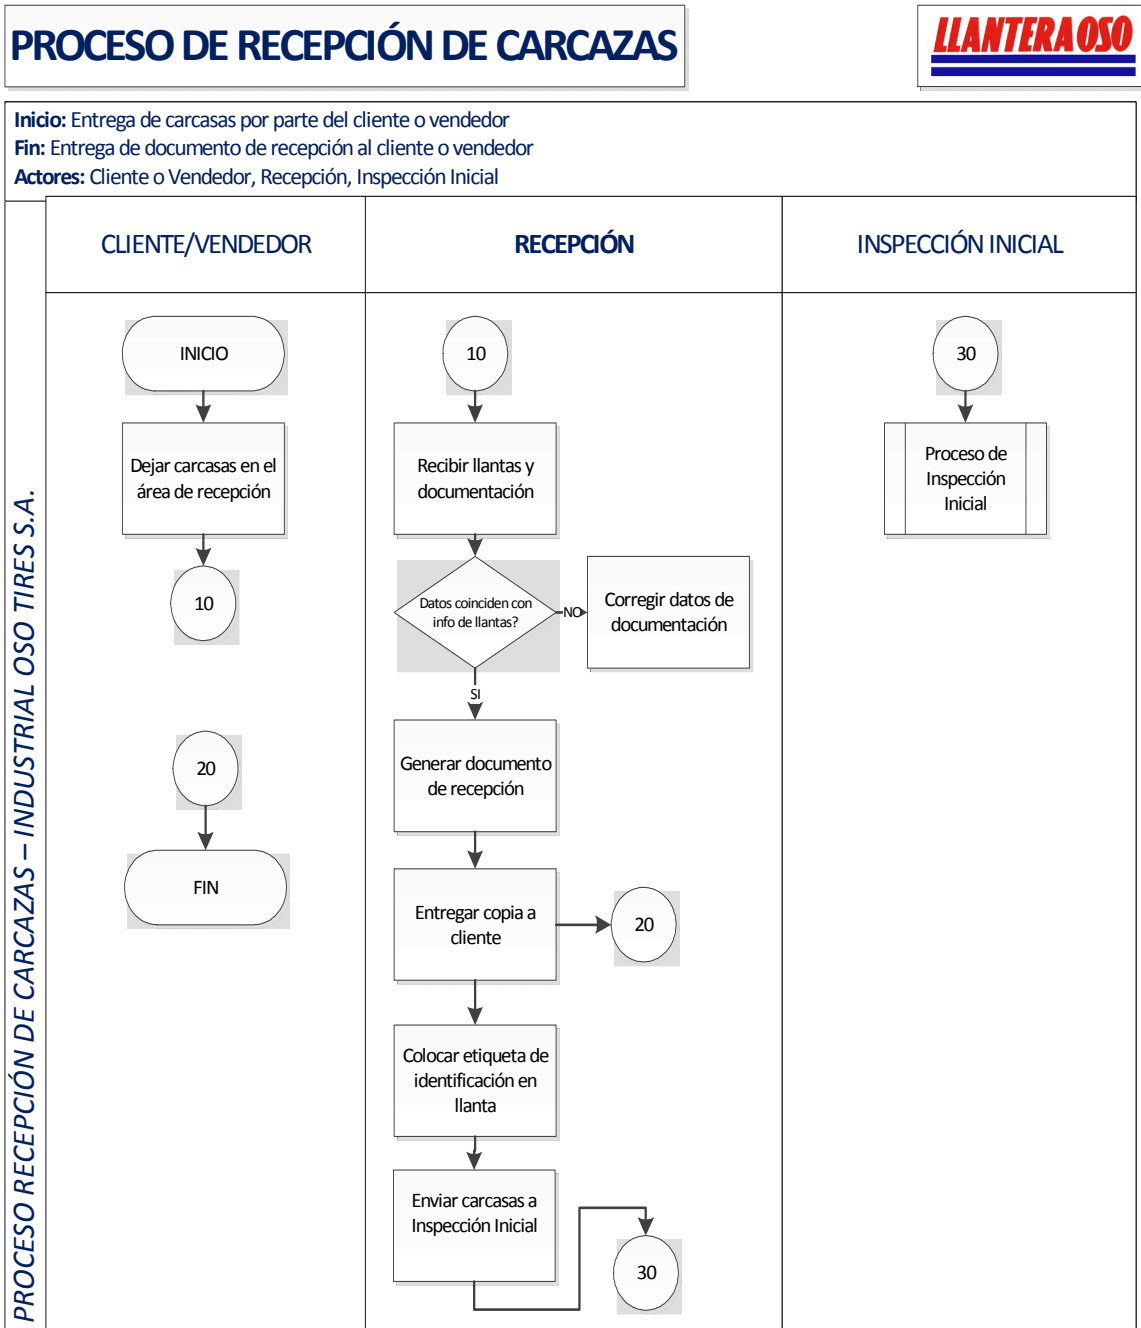 PROCESO DE RECEPCIÓN DE CARCAZAS
LLANTERA OSO
Inicio: Entrega de carcasas por parte del cliente o vendedor
Fin: Entrega de documento de recepción al cliente o vendedor
Actores: Cliente o Vendedor, Recepción, Inspección Inicial
PROCESO RECEPCIÓN DE CARCAZAS – INDUSTRIAL OSO TIRES S.A.
CLIENTE/VENDEDOR
INICIO
Dejar carcasas en el
área de recepción
10
20
FIN
RECEPCIÓN
10
Recibir llantas y
documentación
Datos coinciden con
info de llantas?
NO
Corregir datos de
documentación
SI
Generar documento
de recepción
Entregar copia a
cliente
20
Colocar etiqueta de
identificación en
llanta
Enviar carcasas a
Inspección Inicial
30
INSPECCIÓN INICIAL
30
Proceso de
Inspección
Inicial